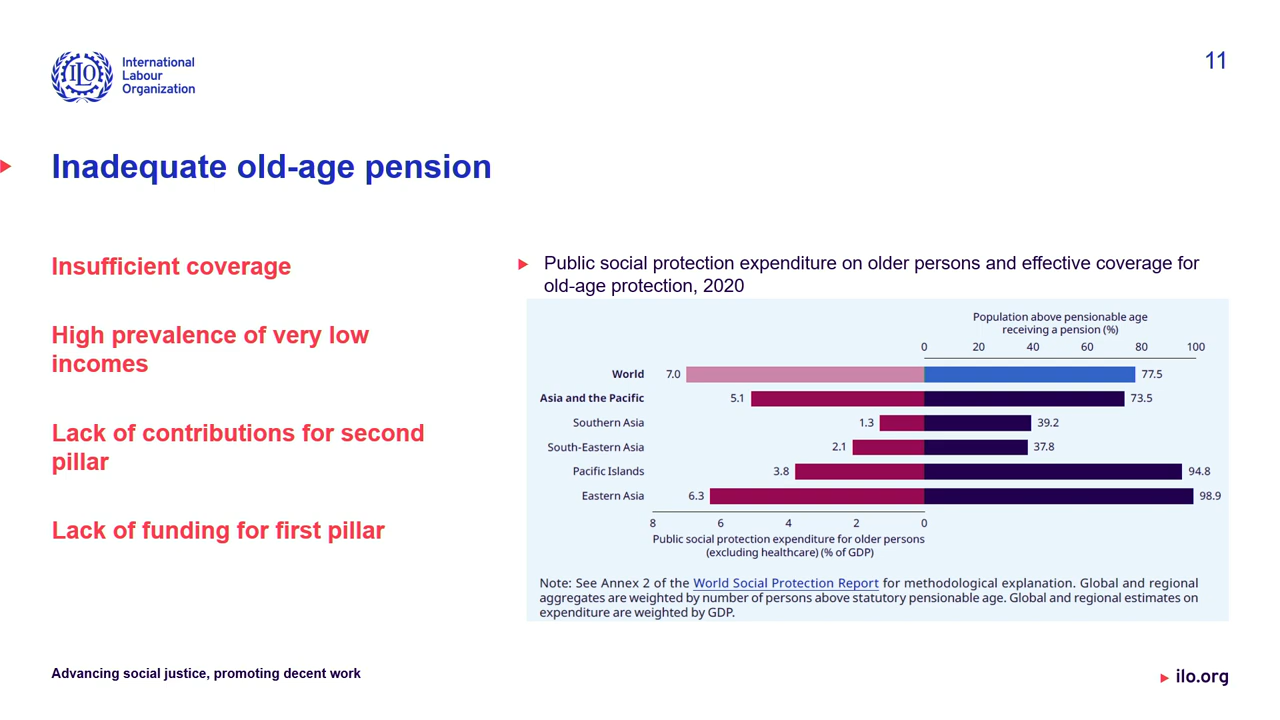 International
Labour
Organization
11
Inadequate old-age pension
Insufficient coverage
High prevalence of very low
incomes
Lack of contributions for second
pillar
Lack of funding for first pillar
Public social protection expenditure on older persons and effective coverage for
old-age protection, 2020
Population above pensionable age
receiving a pension (%)
0 20 40 60 80 100
World 7.0 77.5
Asia and the Pacific 5.1 73.5
Southern Asia 1.3 39.2
South-Eastern Asia 2.1 37.8
Pacific Islands 3.8 94.8
Eastern Asia 6.3 98.9
8 6 4 2 0
Public social protection expenditure for older persons
(excluding healthcare) (% of GDP)
Note: See Annex 2 of the World Social Protection Report for methodological explanation. Global and regional
aggregates are weighted by number of persons above statutory pensionable age. Global and regional estimates on
expenditure are weighted by GDP.
Advancing social justice, promoting decent work
ilo.org